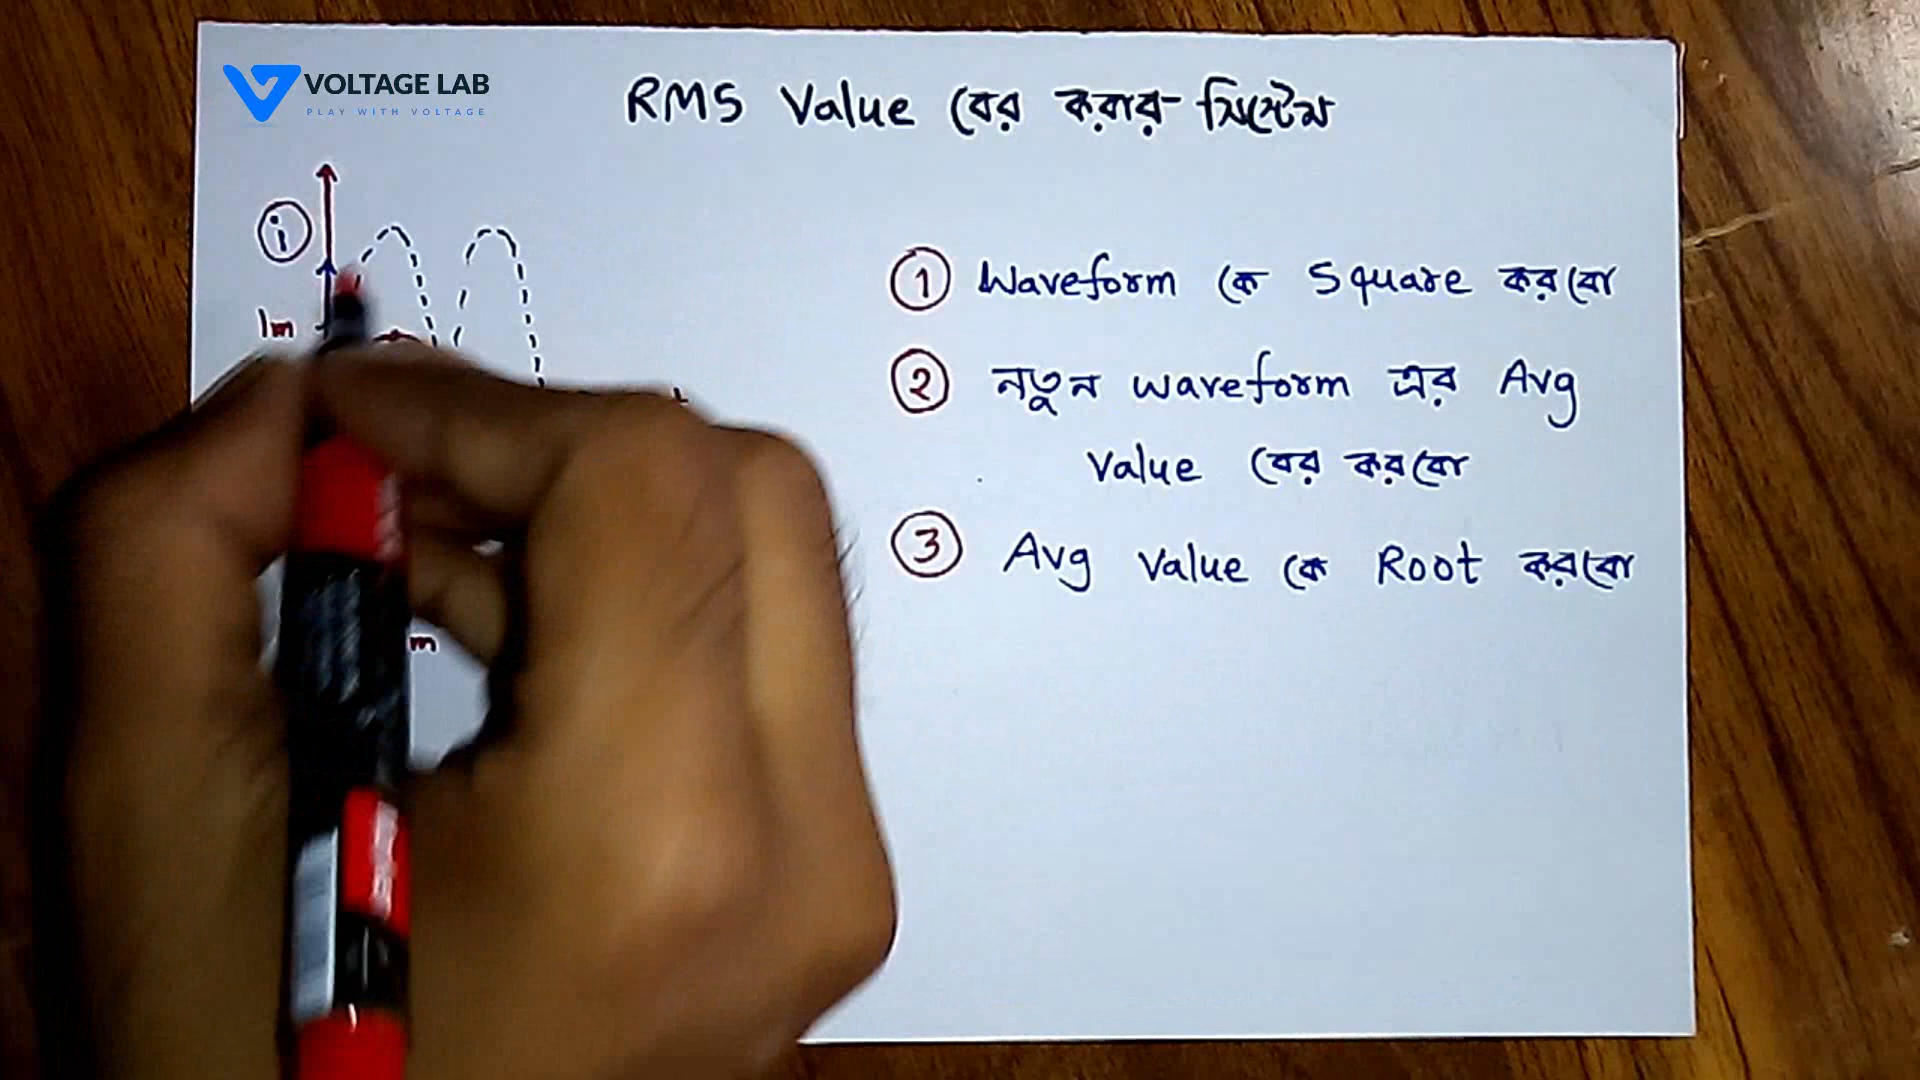 VOLTAGE LAB
PLAY WITH VOLTAGE
RMS Value বের করার সিস্টেম
i
Im
① Waveform কে Square করবো
② নতুন waveform এর Avg
Value বের করবো
③ Avg Value কে Root করবো
t
m